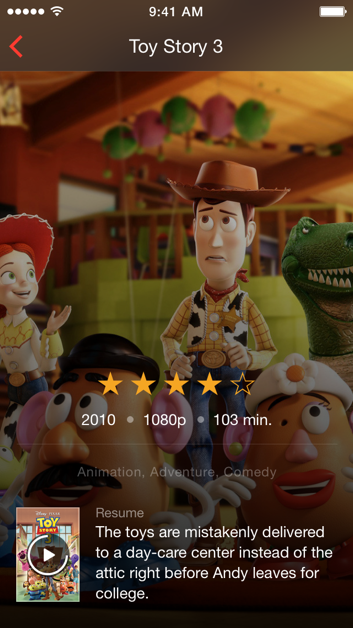 9:41 AM
Toy Story 3
2010 1080p 103 min.
Animation, Adventure, Comedy
Resume
The toys are mistakenly delivered
to a day-care center instead of the
attic right before Andy leaves for
college.
DISNEY PIXAR
TOY
STORY